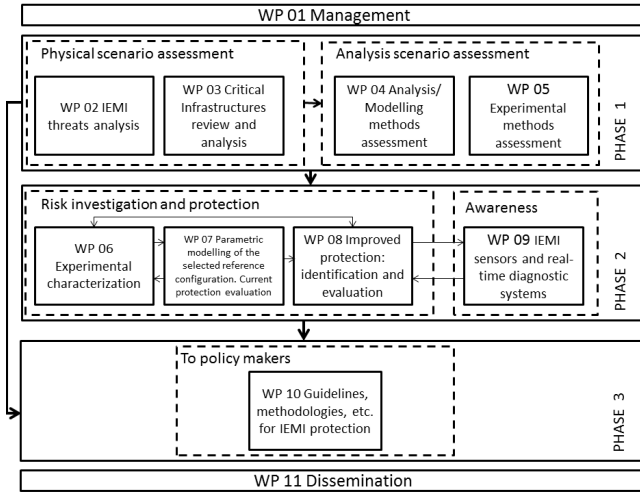 WP 01 Management
Physical scenario assessment
Analysis scenario assessment
WP 02 IEMI
threats analysis
WP 03 Critical
Infrastructures
review and
analysis
WP 04 Analysis/
Modelling
methods
assessment
WP 05
Experimental
methods
assessment
PHASE 1
Risk investigation and protection
Awareness
WP 06
Experimental
characterization
WP 07 Parametric
modelling of the
selected reference
configuration. Current
protection evaluation
WP 08 Improved
protection:
identification and
evaluation
WP 09 IEMI
sensors and real-
time diagnostic
systems
PHASE 2
To policy makers
WP 10 Guidelines,
methodologies, etc.
for IEMI protection
PHASE 3
WP 11 Dissemination